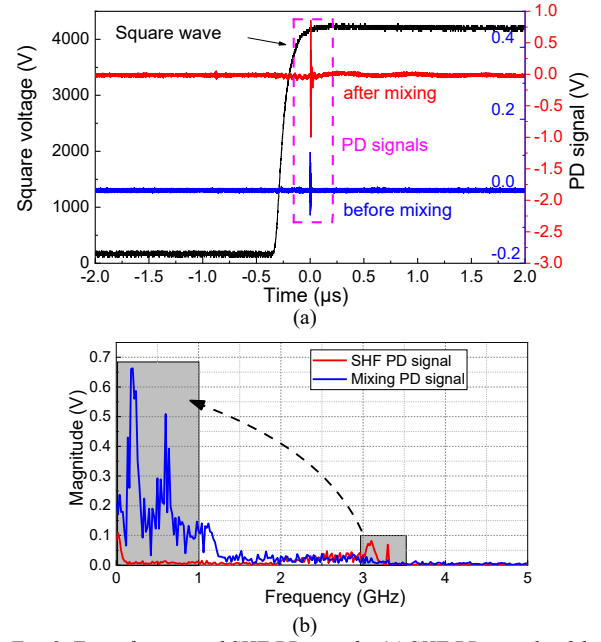 (a)
Square wave
after mixing
PD signals
before mixing
Square voltage (V)
4000
3000
2000
1000
0
0.4
0.2
0.0
-0.2
1.0
0.5
0.0
-0.5
-1.0
-1.5
-2.0
-2.5
-3.0
PD signal (V)
-2.0 -1.5 -1.0 -0.5 0.0 0.5 1.0 1.5 2.0
Time (µs)
(a)
SHF PD signal
Mixing PD signal
Magnitude (V)
0.7
0.6
0.5
0.4
0.3
0.2
0.1
0.0
0 1 2 3 4 5
Frequency (GHz)
(b)